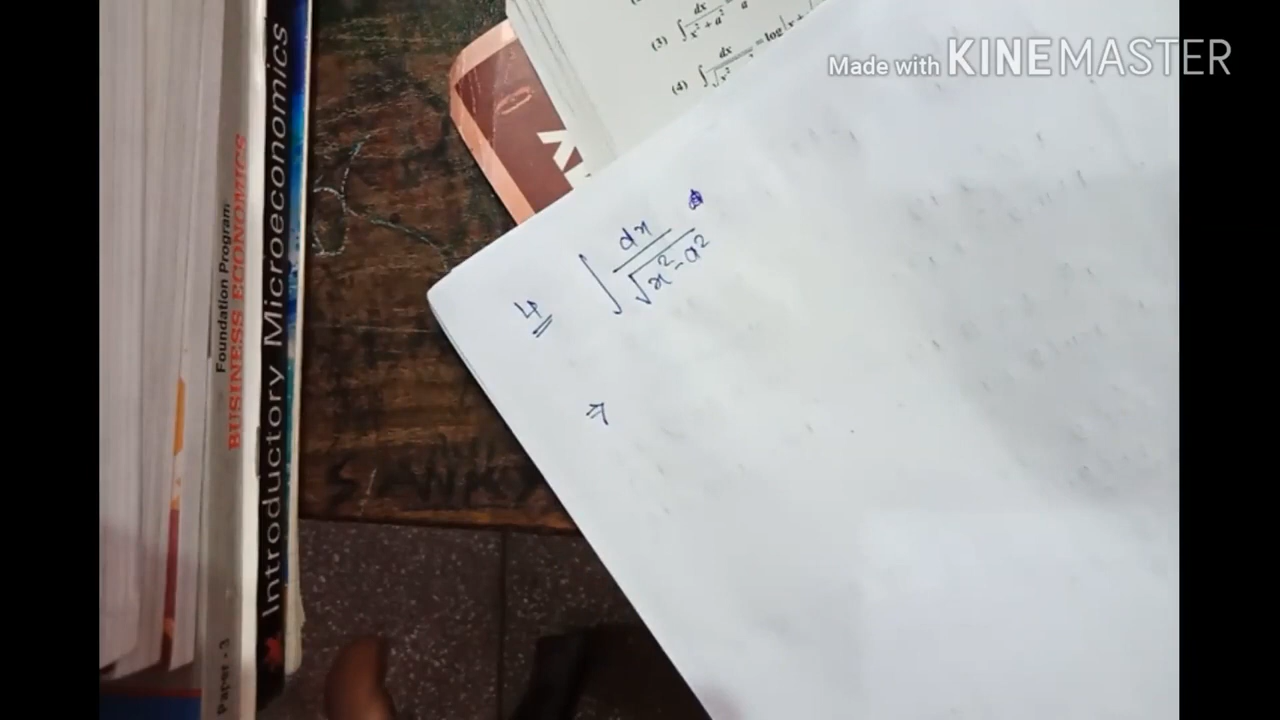 Made with KINEMASTER
(3) ∫ dx / x² + a² = a
(4) ∫ dx / √x² = log |x +
4
∫ dx / √x² - a²
⇒
Introductory Microeconomics
Foundation Program
BUSINESS ECONOMICS
Paper - 3